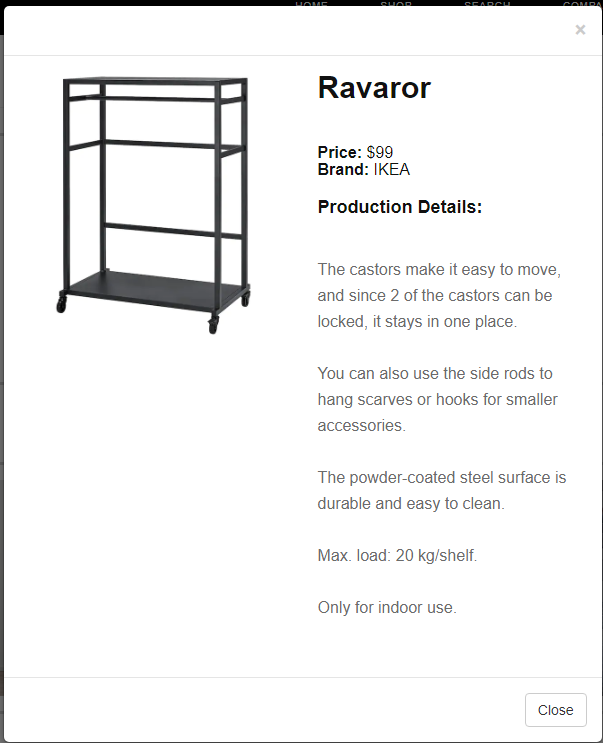 HOME SHOP SEARCH
×
Ravaror
Price: $99
Brand: IKEA
Production Details:
The castors make it easy to move,
and since 2 of the castors can be
locked, it stays in one place.
You can also use the side rods to
hang scarves or hooks for smaller
accessories.
The powder-coated steel surface is
durable and easy to clean.
Max. load: 20 kg/shelf.
Only for indoor use.
Close